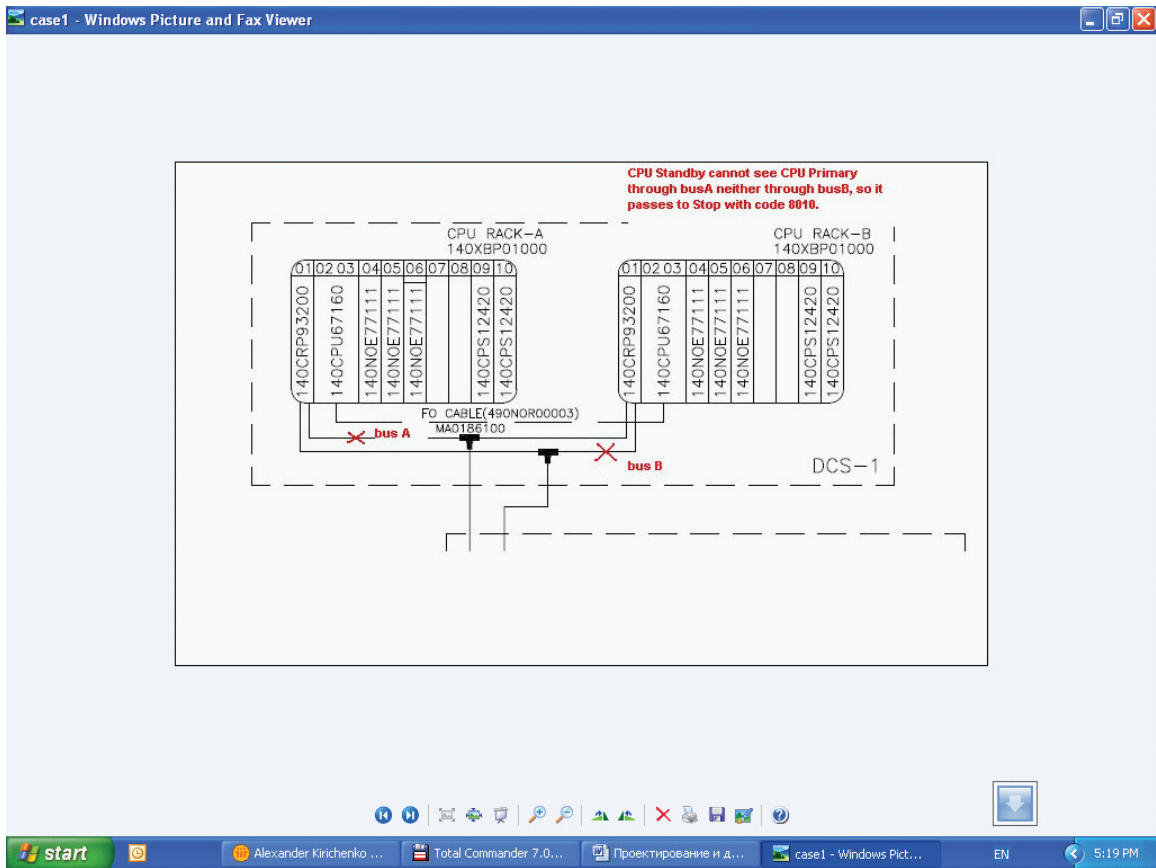 case1 - Windows Picture and Fax Viewer
CPU Standby cannot see CPU Primary
through busA neither through busB, so it
passes to Stop with code 8010.
CPU RACK-A
140XBP01000
CPU RACK-B
140XBP01000
01 02 03 04 05 06 07 08 09 10
140CRP93200
140CPU67160
140NOE77111
140NOE77111
140NOE77111
140CPS12420
140CPS12420
01 02 03 04 05 06 07 08 09 10
140CRP93200
140CPU67160
140NOE77111
140NOE77111
140NOE77111
140CPS12420
140CPS12420
FO CABLE(490NOR00003)
MA0186100
bus A
bus B
DCS-1
start
Alexander Kirichenko ...
Total Commander 7.0...
Проектирование и д...
case1 - Windows Pict...
EN
5:19 PM